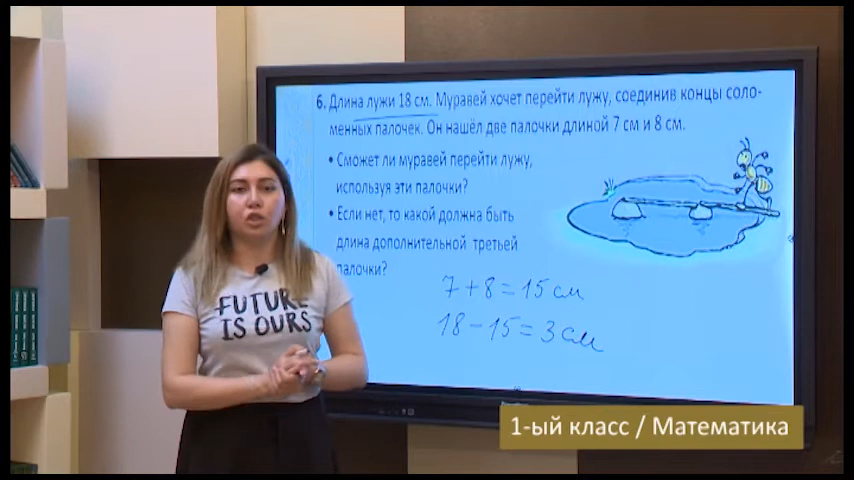 6. Длина лужи 18 см. Муравей хочет перейти лужу, соединив концы соло-
менных палочек. Он нашёл две палочки длиной 7 см и 8 см.
• Сможет ли муравей перейти лужу,
используя эти палочки?
• Если нет, то какой должна быть
длина дополнительной третьей
палочки?
7+8=15 см
18-15=3 см
FUTURE
IS OURS
1-ый класс / Математика